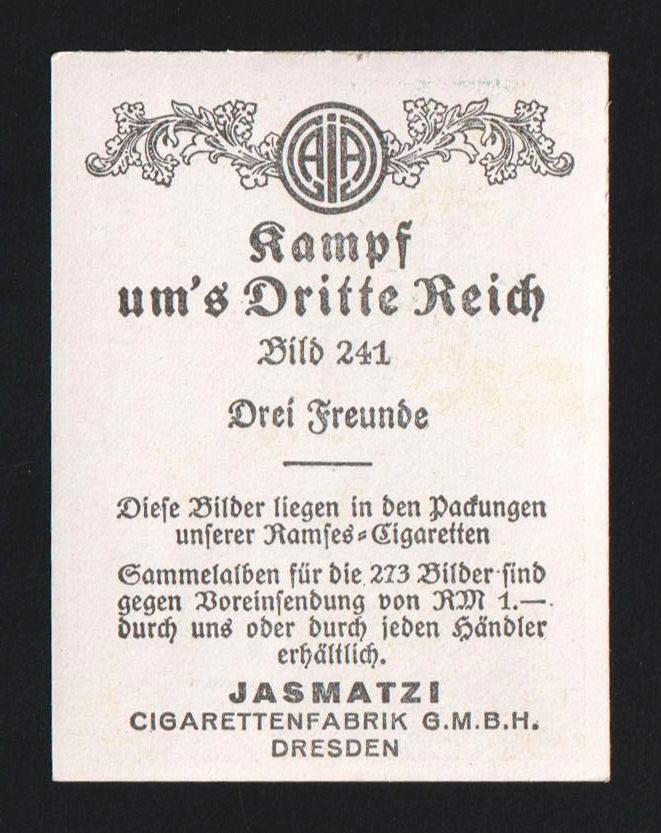 AJA
Kampf
um's Dritte Reich
Bild 241
Drei Freunde
Diese Bilder liegen in den Packungen
unserer Ramses=Cigaretten
Sammelalben für die 273 Bilder sind
gegen Voreinsendung von RM 1.—
durch uns oder durch jeden Händler
erhältlich.
JASMATZI
CIGARETTENFABRIK G.M.B.H.
DRESDEN